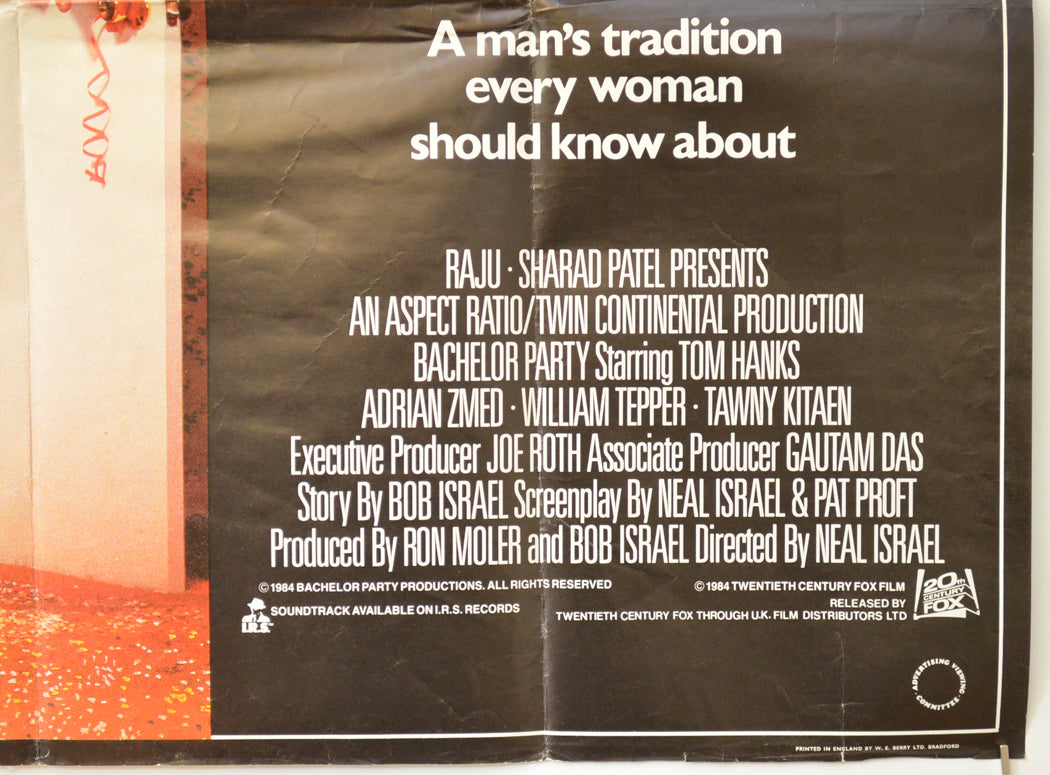 A man's tradition
every woman
should know about
RAJU · SHARAD PATEL PRESENTS
AN ASPECT RATIO/TWIN CONTINENTAL PRODUCTION
BACHELOR PARTY Starring TOM HANKS
ADRIAN ZMED · WILLIAM TEPPER · TAWNY KITAEN
Executive Producer JOE ROTH Associate Producer GAUTAM DAS
Story By BOB ISRAEL Screenplay By NEAL ISRAEL & PAT PROFT
Produced By RON MOLER and BOB ISRAEL Directed By NEAL ISRAEL
©1984 BACHELOR PARTY PRODUCTIONS. ALL RIGHTS RESERVED
SOUNDTRACK AVAILABLE ON I.R.S. RECORDS
I.R.S.
©1984 TWENTIETH CENTURY FOX FILM
RELEASED BY
TWENTIETH CENTURY FOX THROUGH U.K. FILM DISTRIBUTORS LTD
20th
CENTURY
FOX
ADVERTISING VIEWING
COMMITTEE
PRINTED IN ENGLAND BY W. E. BERRY LTD. BRADFORD